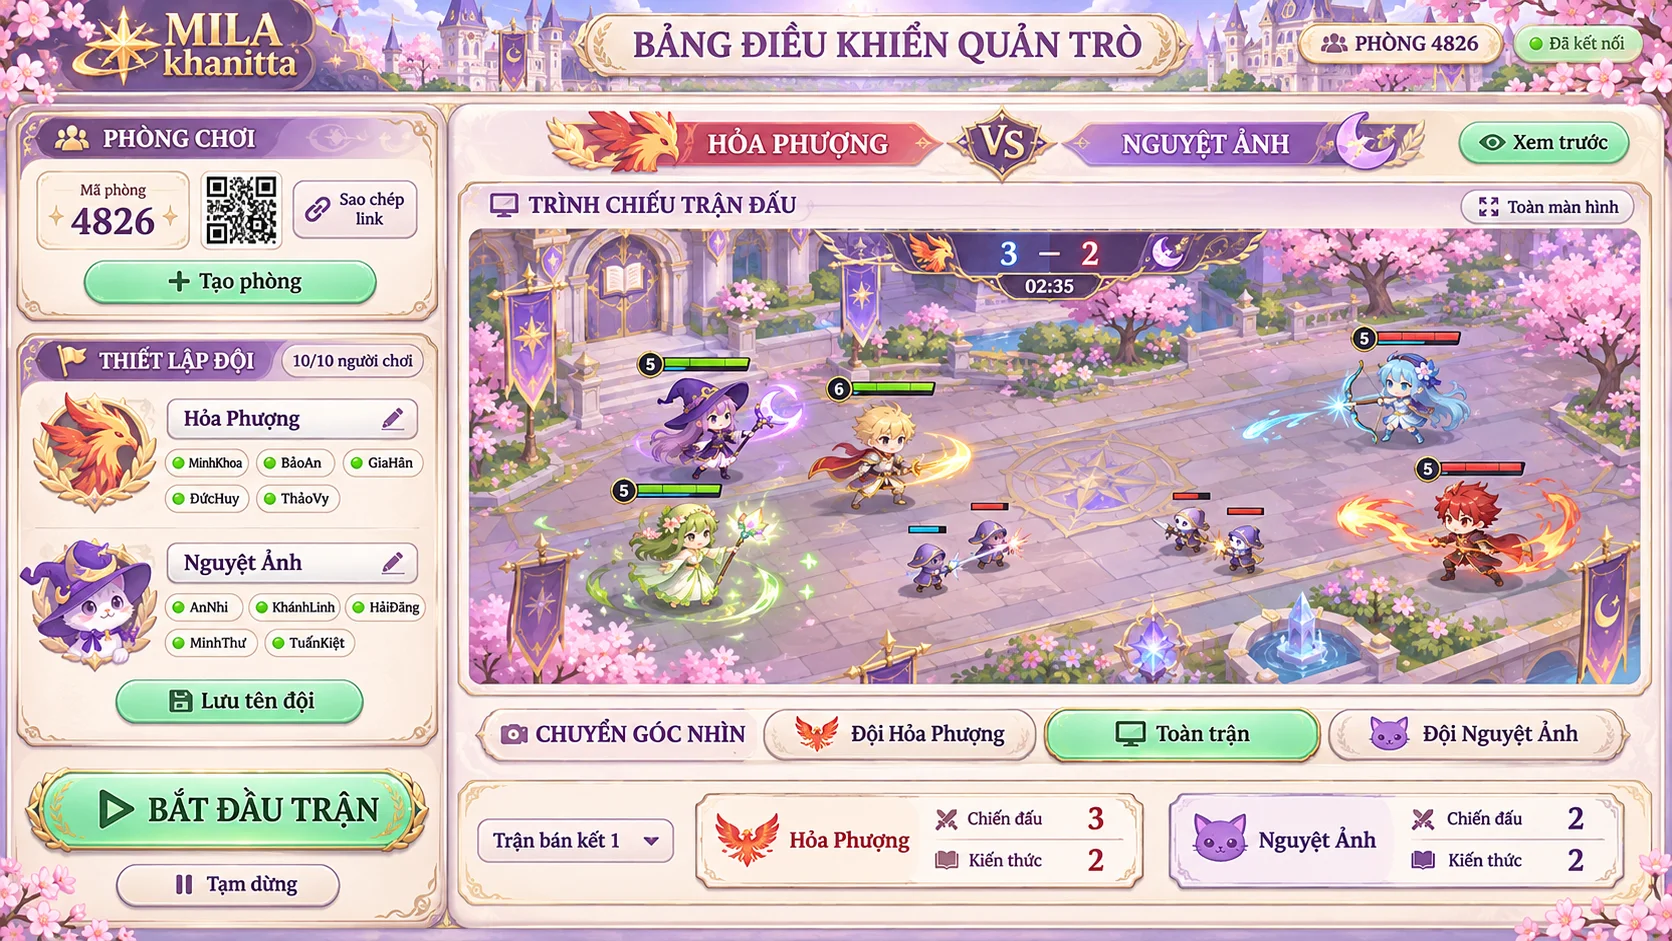 MILA
khanitta
BẢNG ĐIỀU KHIỂN QUẢN TRÒ
PHÒNG 4826
Đã kết nối
PHÒNG CHƠI
Mã phòng
4826
Sao chép
link
+ Tạo phòng
THIẾT LẬP ĐỘI
10/10 người chơi
Hỏa Phượng
MinhKhoa
BảoAn
GiaHân
ĐứcHuy
ThảoVy
Nguyệt Ảnh
AnNhi
KhánhLinh
HảiĐăng
MinhThư
TuấnKiệt
Lưu tên đội
BẮT ĐẦU TRẬN
Tạm dừng
HỎA PHƯỢNG
VS
NGUYỆT ẢNH
Xem trước
TRÌNH CHIẾU TRẬN ĐẤU
Toàn màn hình
3 – 2
02:35
5
6
5
5
5
CHUYỂN GÓC NHÌN
Đội Hỏa Phượng
Toàn trận
Đội Nguyệt Ảnh
Trận bán kết 1
Hỏa Phượng
Chiến đấu 3
Kiến thức 2
Nguyệt Ảnh
Chiến đấu 2
Kiến thức 2